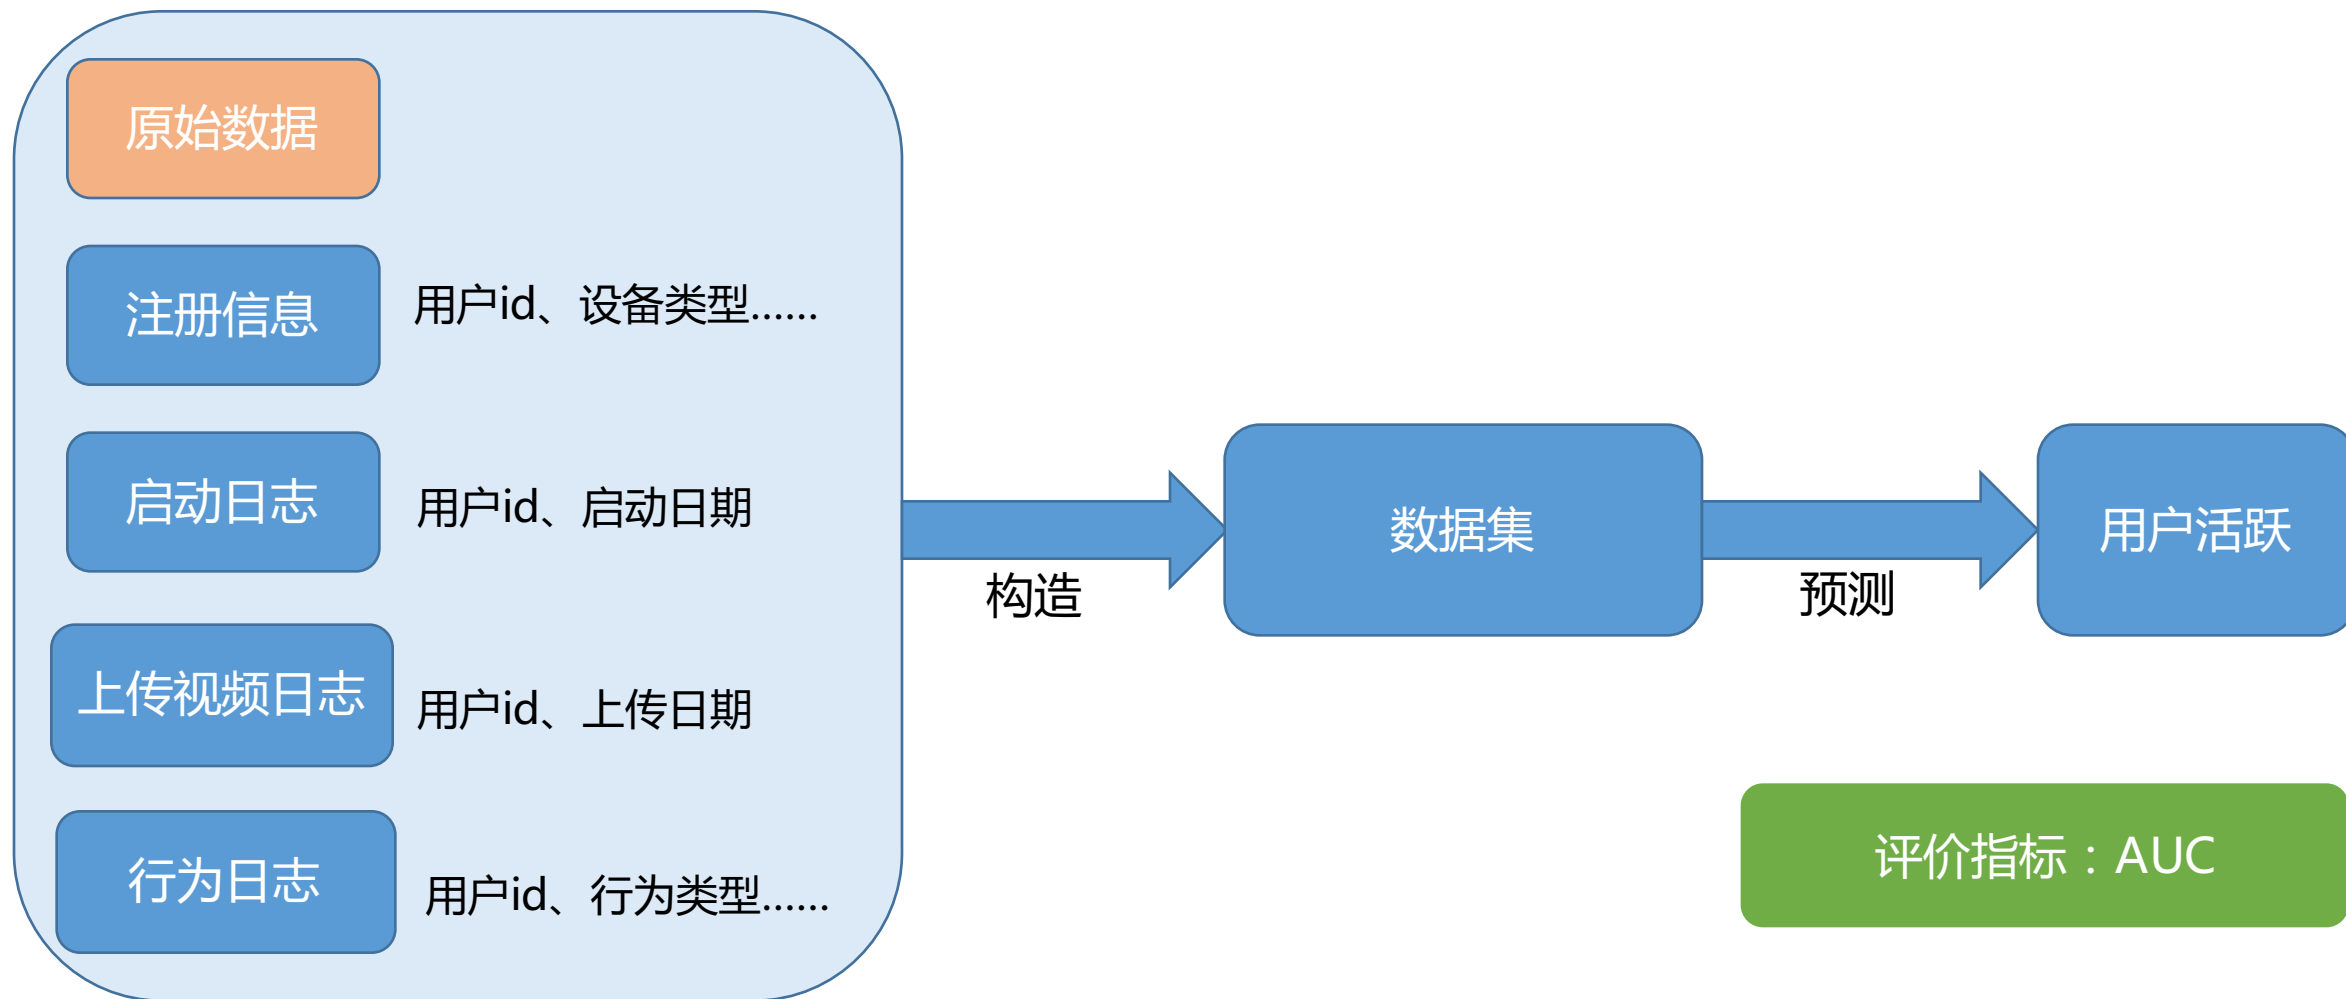 原始数据
注册信息
用户id、设备类型......
启动日志
用户id、启动日期
上传视频日志
用户id、上传日期
行为日志
用户id、行为类型......
构造
数据集
预测
用户活跃
评价指标：AUC